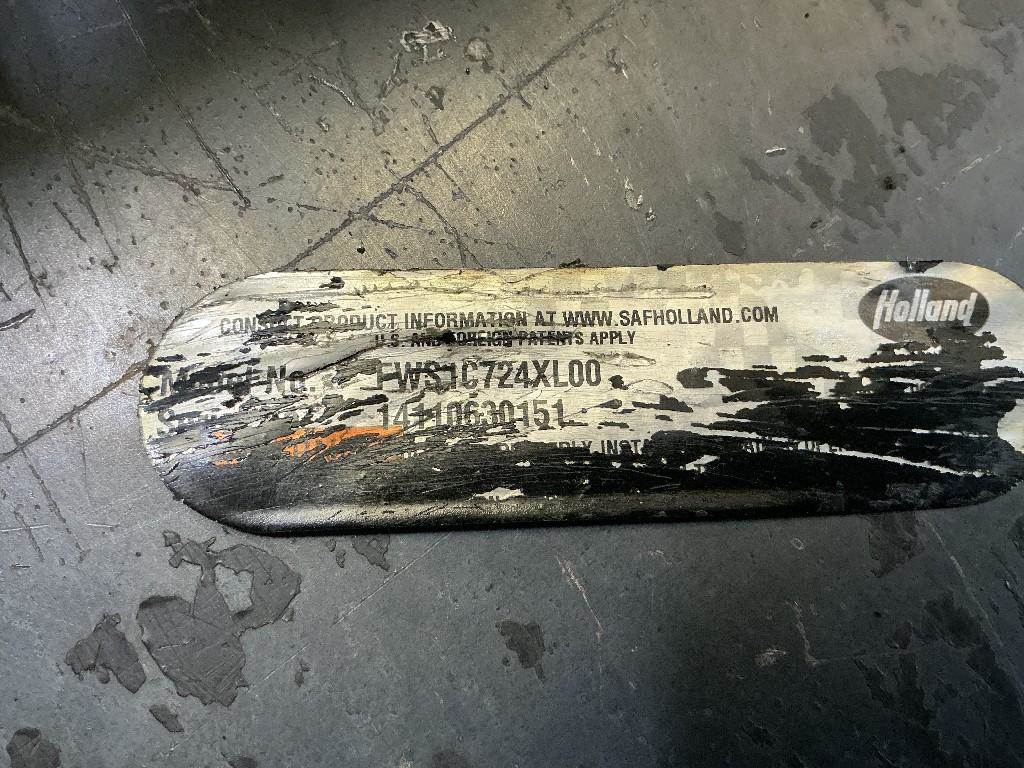 Holland
CONSULT PRODUCT INFORMATION AT WWW.SAFHOLLAND.COM
U.S. AND FOREIGN PATENTS APPLY
Model No. FWS1C724XL00
14110630151